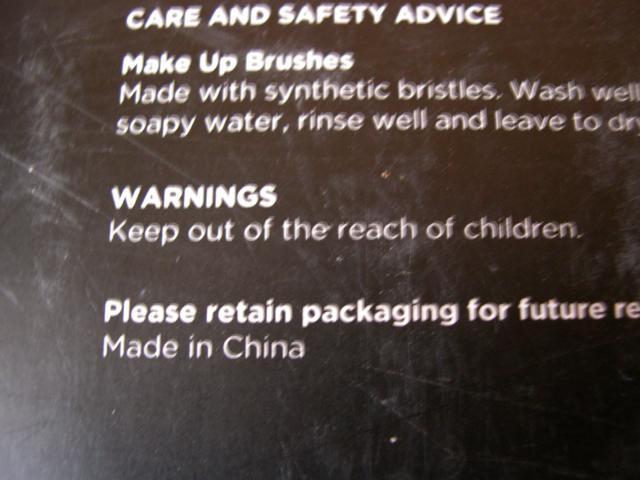 CARE AND SAFETY ADVICE
Make Up Brushes
Made with synthetic bristles. Wash well
soapy water, rinse well and leave to
WARNINGS
Keep out of the reach of children.
Please retain packaging for future
Made in China